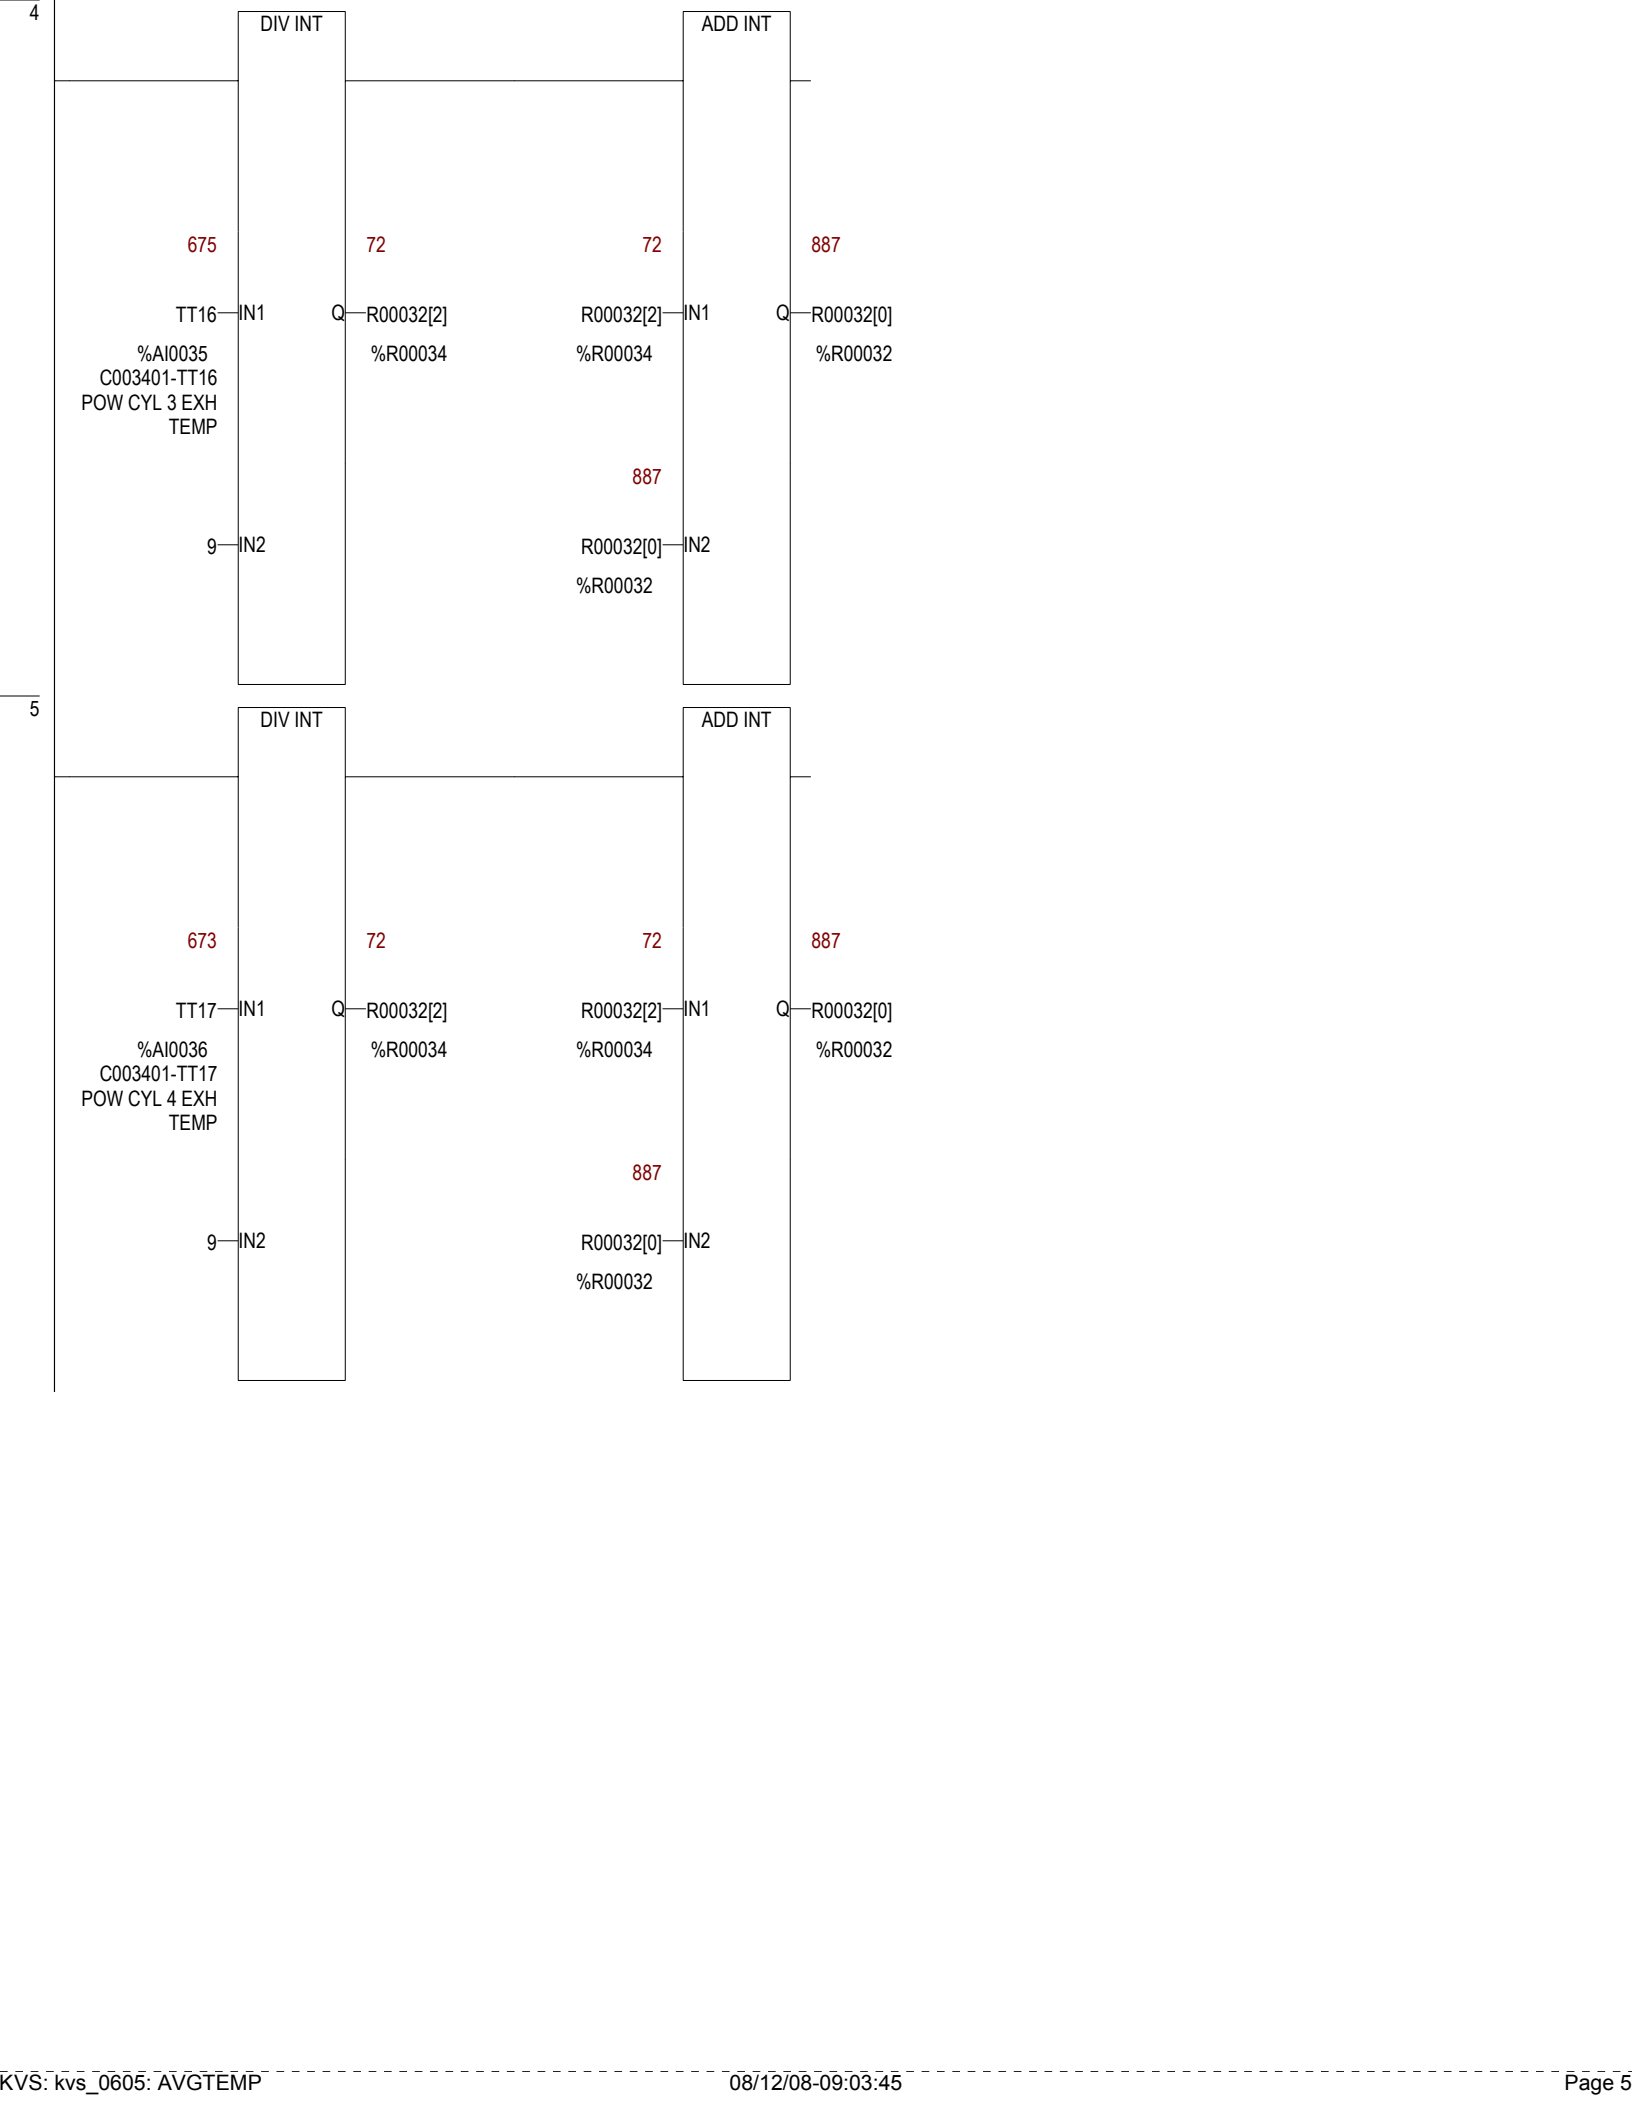 4
DIV INT ADD INT
675 72 72 887
TT16 IN1 Q R00032[2] R00032[2] IN1 Q R00032[0]
%AI0035 %R00034 %R00034 %R00032
C003401-TT16
POW CYL 3 EXH
TEMP
887
9 IN2 R00032[0] IN2
%R00032
5
DIV INT ADD INT
673 72 72 887
TT17 IN1 Q R00032[2] R00032[2] IN1 Q R00032[0]
%AI0036 %R00034 %R00034 %R00032
C003401-TT17
POW CYL 4 EXH
TEMP
887
9 IN2 R00032[0] IN2
%R00032
KVS: kvs_0605: AVGTEMP 08/12/08-09:03:45 Page 5